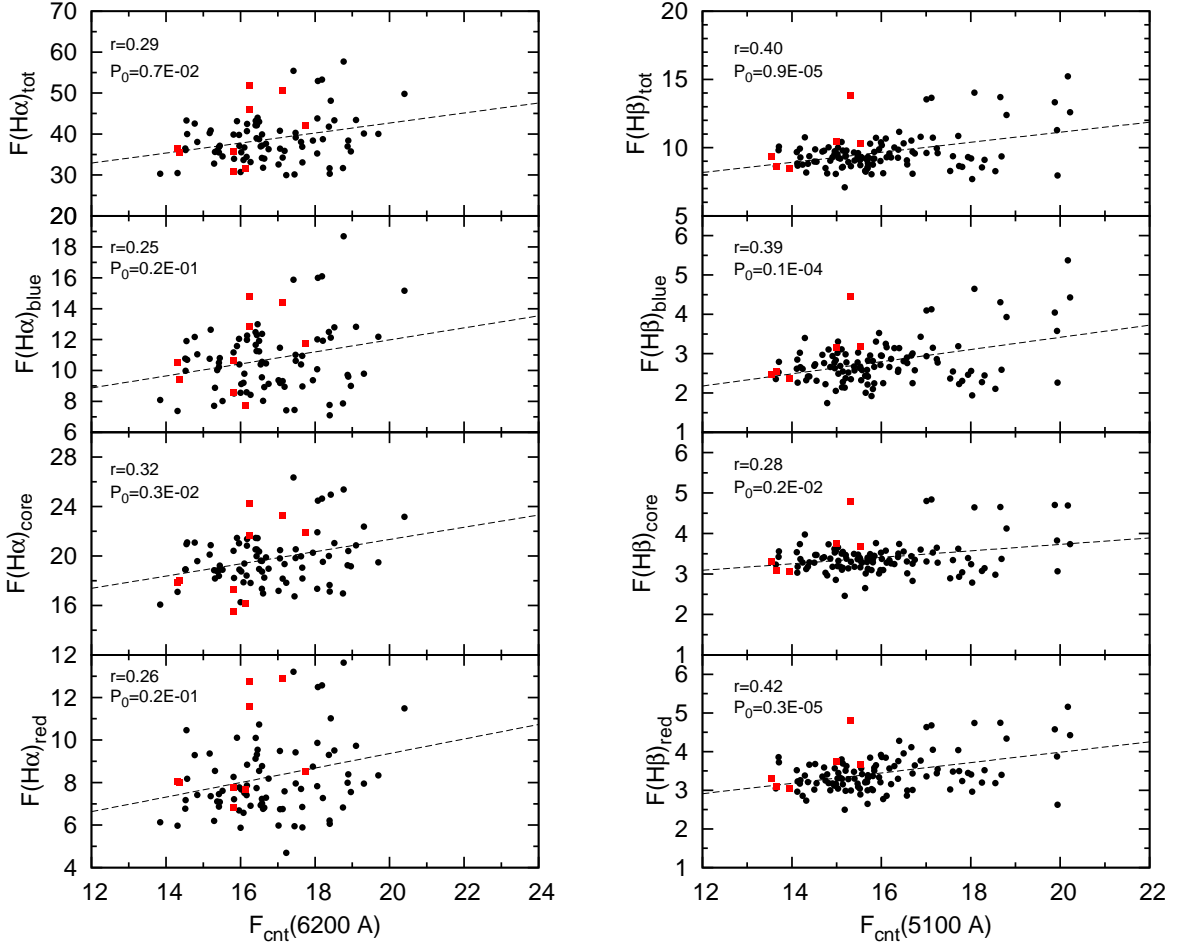 70
60
50
40
30
20
F(Hα)tot
r=0.29
P0=0.7E-02
18
16
14
12
10
8
6
F(Hα)blue
r=0.25
P0=0.2E-01
28
24
20
16
12
F(Hα)core
r=0.32
P0=0.3E-02
12
10
8
6
4
F(Hα)red
r=0.26
P0=0.2E-01
12 14 16 18 20 22 24
Fcnt(6200 A)
20
15
10
5
F(Hβ)tot
r=0.40
P0=0.9E-05
6
5
4
3
2
1
F(Hβ)blue
r=0.39
P0=0.1E-04
6
5
4
3
2
1
F(Hβ)core
r=0.28
P0=0.2E-02
6
5
4
3
2
1
F(Hβ)red
r=0.42
P0=0.3E-05
12 14 16 18 20 22
Fcnt(5100 A)